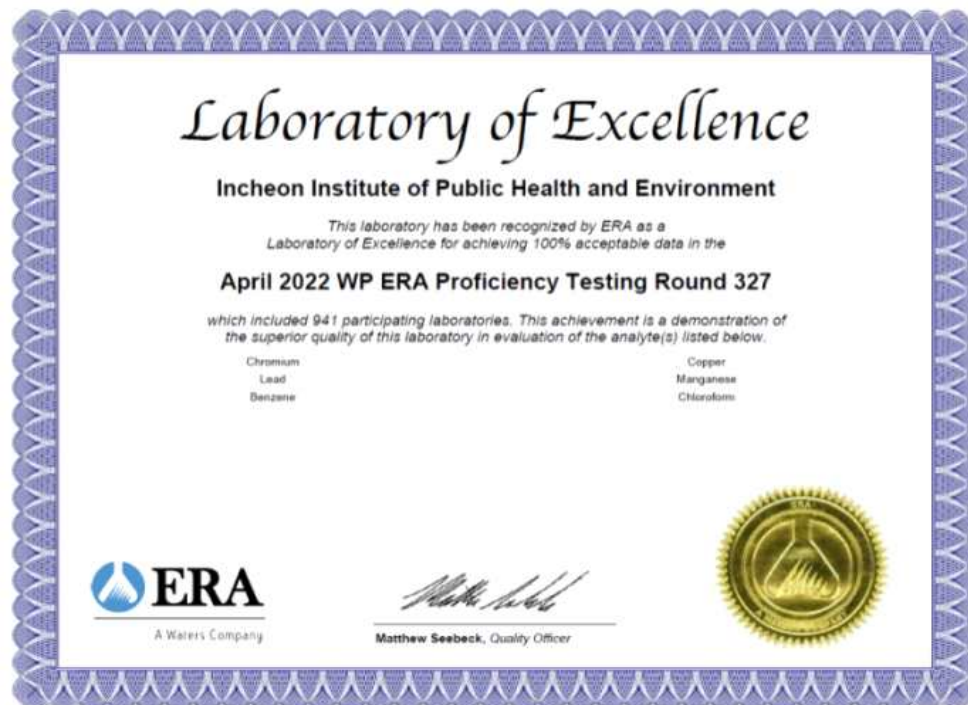 Laboratory of Excellence
Incheon Institute of Public Health and Environment
This laboratory has been recognized by ERA as a
Laboratory of Excellence for achieving 100% acceptable data in the
April 2022 WP ERA Proficiency Testing Round 327
which included 941 participating laboratories. This achievement is a demonstration of
the superior quality of this laboratory in evaluation of the analyte(s) listed below.
Chromium Copper
Lead Manganese
Benzene Chloroform
ERA
ERA
A Waters Company
Matthew Seebeck, Quality Officer